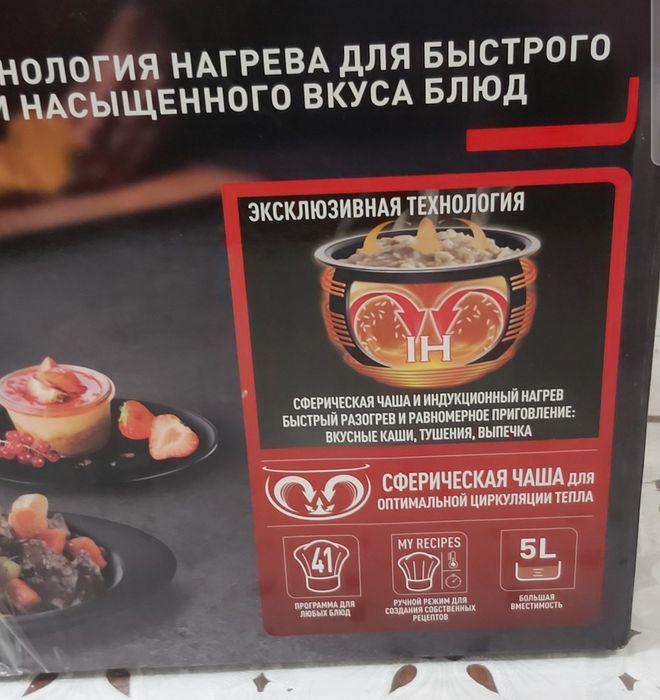 НОЛОГИЯ НАГРЕВА ДЛЯ БЫСТРОГО
И НАСЫЩЕННОГО ВКУСА БЛЮД
ЭКСКЛЮЗИВНАЯ ТЕХНОЛОГИЯ
IH
СФЕРИЧЕСКАЯ ЧАША И ИНДУКЦИОННЫЙ НАГРЕВ
БЫСТРЫЙ РАЗОГРЕВ И РАВНОМЕРНОЕ ПРИГОВЛЕНИЕ:
ВКУСНЫЕ КАШИ, ТУШЕНИЯ, ВЫПЕЧКА
СФЕРИЧЕСКАЯ ЧАША ДЛЯ
ОПТИМАЛЬНОЙ ЦИРКУЛЯЦИИ ТЕПЛА
41
ПРОГРАММА ДЛЯ
ЛЮБЫХ БЛЮД
MY RECIPES
РУЧНОЙ РЕЖИМ ДЛЯ
СОЗДАНИЯ СОБСТВЕННЫХ
РЕЦЕПТОВ
5L
БОЛЬШАЯ
ВМЕСТИМОСТЬ